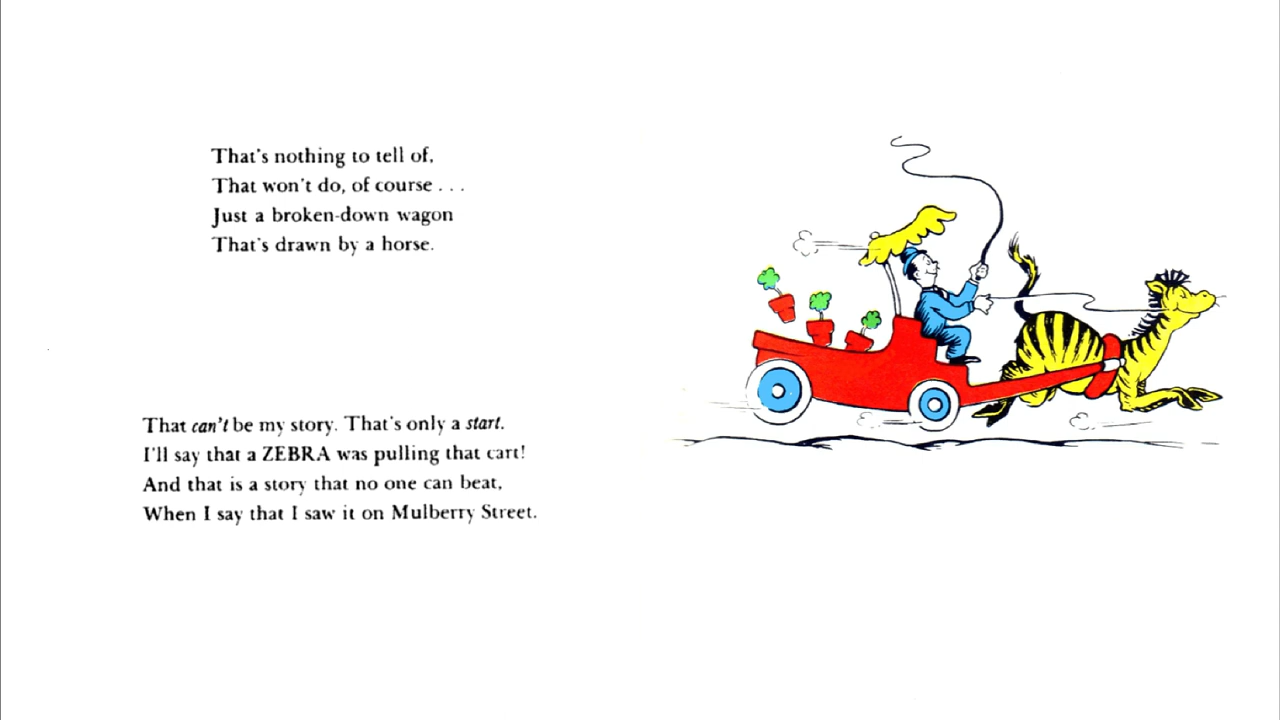 That's nothing to tell of,
That won't do, of course . . .
Just a broken-down wagon
That's drawn by a horse.
That can't be my story. That's only a start.
I'll say that a ZEBRA was pulling that cart!
And that is a story that no one can beat,
When I say that I saw it on Mulberry Street.